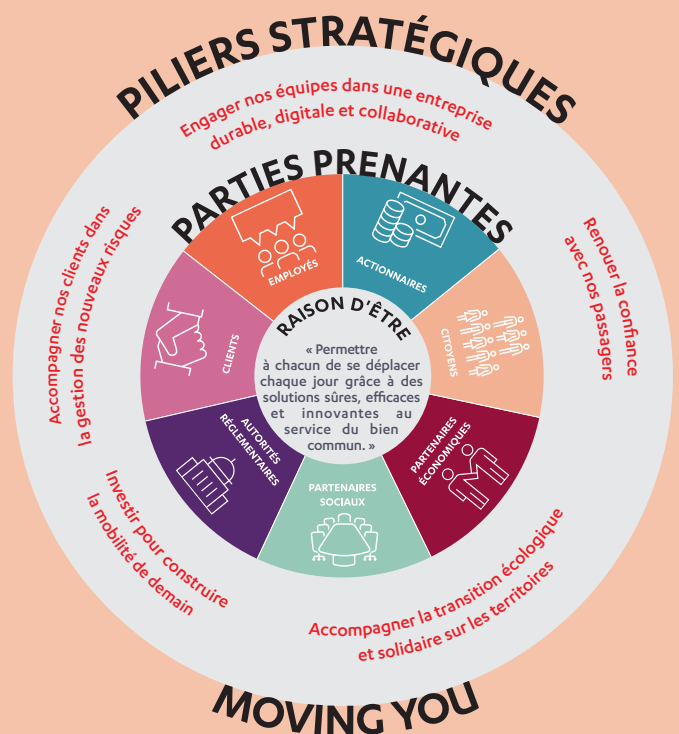 PILIERS STRATÉGIQUES
Engager nos équipes dans une entreprise
durable, digitale et collaborative
Renouer la confiance
avec nos passagers
Accompagner la transition écologique
et solidaire sur les territoires
Investir pour construire
la mobilité de demain
Accompagner nos clients dans
la gestion des nouveaux risques
PARTIES PRENANTES
EMPLOYÉS
ACTIONNAIRES
CITOYENS
PARTENAIRES
ÉCONOMIQUES
PARTENAIRES
SOCIAUX
AUTORITÉS
RÉGLEMENTAIRES
CLIENTS
RAISON D'ÊTRE
« Permettre
à chacun de se déplacer
chaque jour grâce à des
solutions sûres, efficaces
et innovantes au
service du bien
commun. »
MOVING YOU